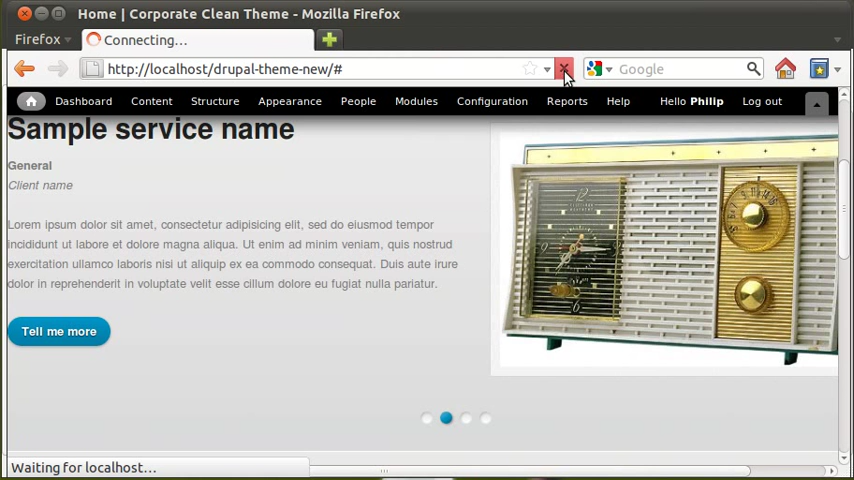 Home | Corporate Clean Theme - Mozilla Firefox
Firefox
Connecting...
http://localhost/drupal-theme-new/#
Google
Dashboard Content Structure Appearance People Modules Configuration Reports Help Hello Philip Log out
Sample service name
General
Client name
Lorem ipsum dolor sit amet, consectetur adipisicing elit, sed do eiusmod tempor
incididunt ut labore et dolore magna aliqua. Ut enim ad minim veniam, quis nostrud
exercitation ullamco laboris nisi ut aliquip ex ea commodo consequat. Duis aute irure
dolor in reprehenderit in voluptate velit esse cillum dolore eu fugiat nulla pariatur.
Tell me more
Waiting for localhost...